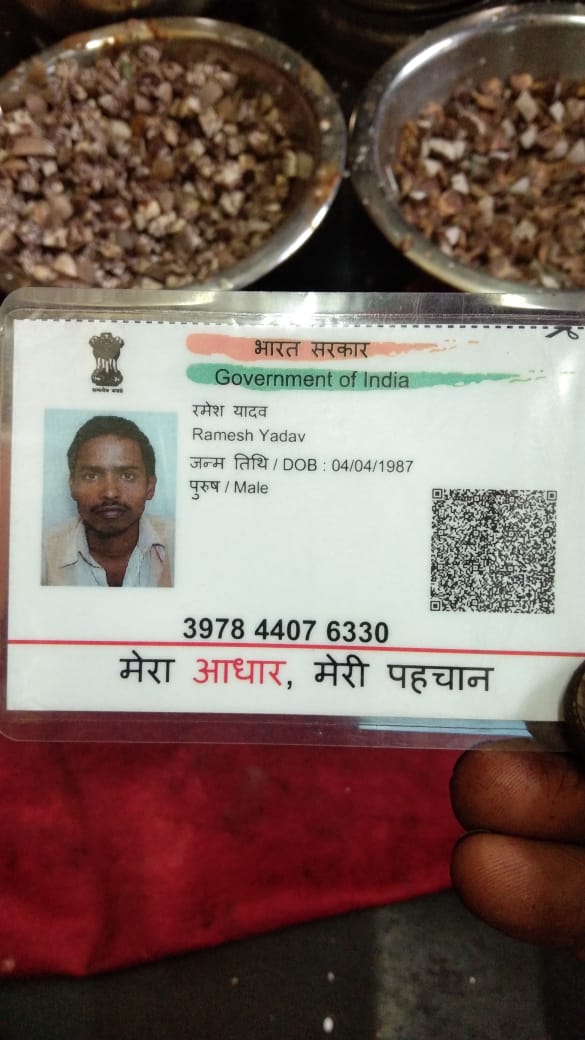 भारत सरकार
Government of India
रमेश यादव
Ramesh Yadav
जन्म तिथि / DOB : 04/04/1987
पुरुष / Male
3978 4407 6330
मेरा आधार, मेरी पहचान